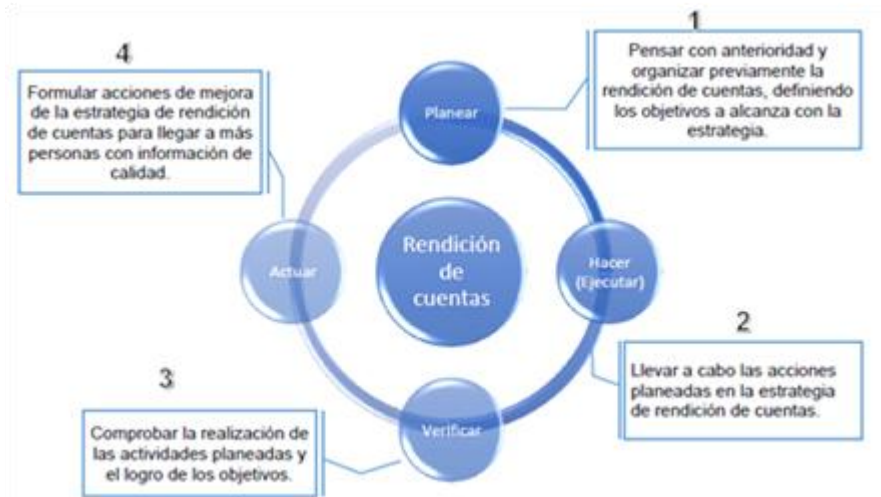 1
Pensar con anterioridad y
organizar previamente la
rendición de cuentas, definiendo
los objetivos a alcanza con la
estrategia.
4
Formular acciones de mejora
de la estrategia de rendición
de cuentas para llegar a más
personas con información de
calidad.
Planear
Rendición
de
cuentas
Actuar
Hacer
(Ejecutar)
2
Llevar a cabo las acciones
planeadas en la estrategia
de rendición de cuentas.
3
Comprobar la realización de
las actividades planeadas y
el logro de los objetivos.
Verificar